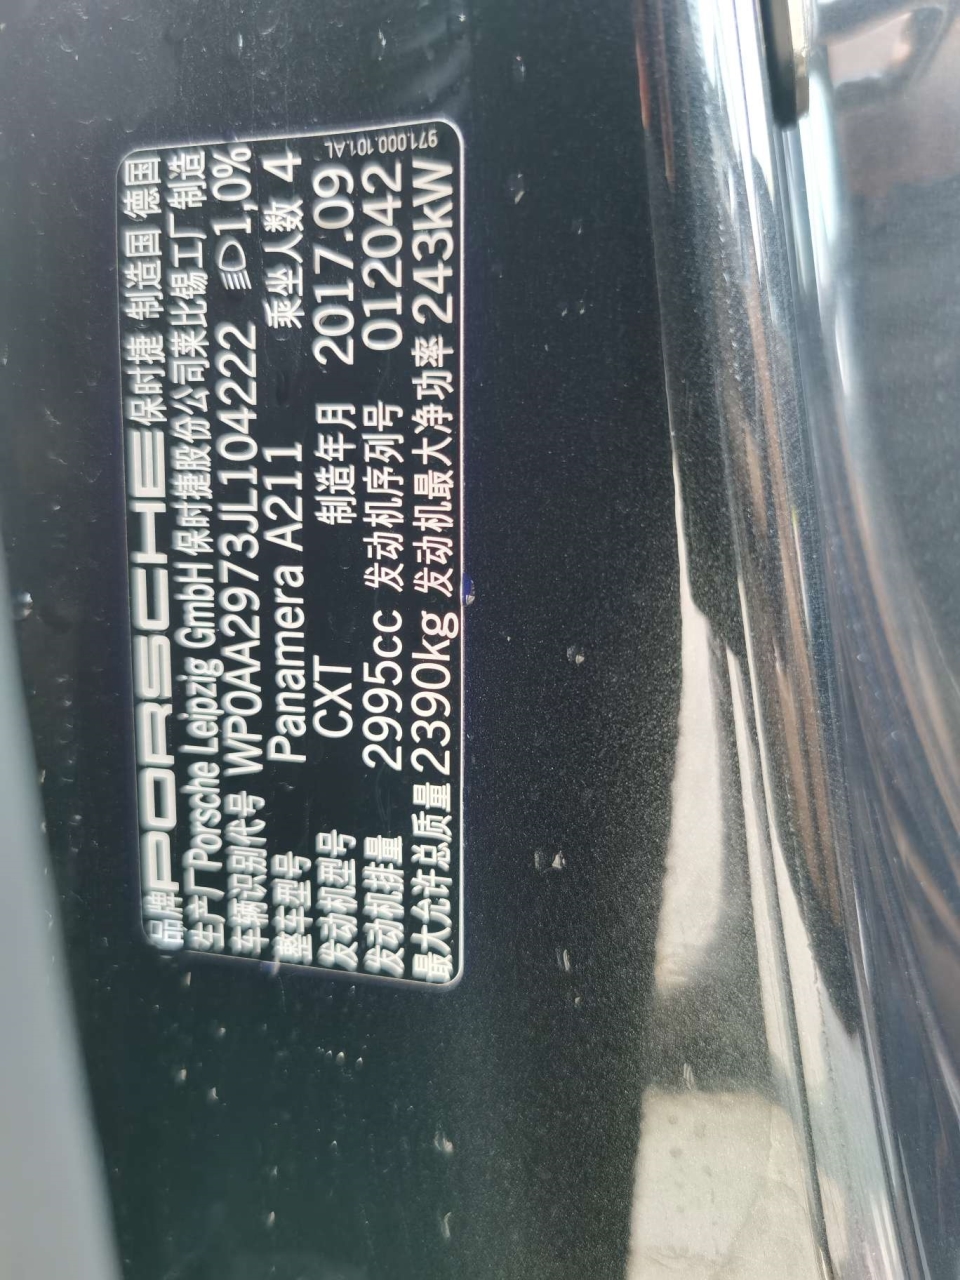 品牌 PORSCHE 保时捷 制造国 德国
生产厂 Porsche Leipzig GmbH 保时捷股份公司莱比锡工厂制造
车辆识别代号 WP0AA2973JL104222 1,0%
整车型号 Panamera A211 乘坐人数 4
发动机型号 CXT 制造年月 2017.09
发动机排量 2995cc 发动机序列号 012042
最大允许总质量 2390kg 发动机最大净功率 243kW
971.000.101.AL